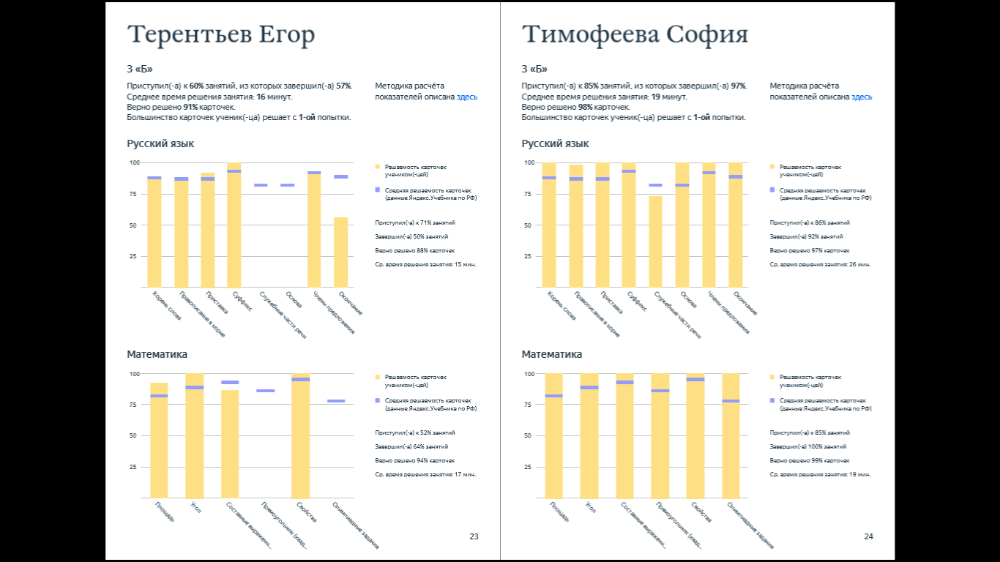 Терентьев Егор
3 «Б»
Приступил(-а) к 60% занятий, из которых завершил(-а) 57%.
Среднее время решения занятия: 16 минут.
Верно решено 91% карточек.
Большинство карточек ученик(-ца) решает с 1-ой попытки.
Методика расчёта
показателей описана здесь
Русский язык
100
75
50
25
Корень слова
Правописание в корне
Приставка
Суффикс
Служебные части речи
Основа
Члены предложения
Окончание
Решаемость карточек
учеником(-цей)
Средняя решаемость карточек
(данные Яндекс.Учебника по РФ)
Приступил(-а) к 71% занятий
Завершил(-а) 50% занятий
Верно решено 88% карточек
Ср. время решения занятия: 15 мин.
Математика
100
75
50
25
Площадь
Угол
Составные выражени...
Прямоугольник (квад...
Свойства
Олимпиадные задания
Решаемость карточек
учеником(-цей)
Средняя решаемость карточек
(данные Яндекс.Учебника по РФ)
Приступил(-а) к 52% занятий
Завершил(-а) 64% занятий
Верно решено 94% карточек
Ср. время решения занятия: 17 мин.
23
Тимофеева София
3 «Б»
Приступил(-а) к 85% занятий, из которых завершил(-а) 97%.
Среднее время решения занятия: 19 минут.
Верно решено 98% карточек.
Большинство карточек ученик(-ца) решает с 1-ой попытки.
Методика расчёта
показателей описана здесь
Русский язык
100
75
50
25
Корень слова
Правописание в корне
Приставка
Суффикс
Служебные части речи
Основа
Члены предложения
Окончание
Решаемость карточек
учеником(-цей)
Средняя решаемость карточек
(данные Яндекс.Учебника по РФ)
Приступил(-а) к 86% занятий
Завершил(-а) 92% занятий
Верно решено 97% карточек
Ср. время решения занятия: 26 мин.
Математика
100
75
50
25
Площадь
Угол
Составные выражени...
Прямоугольник (квад...
Свойства
Олимпиадные задания
Решаемость карточек
учеником(-цей)
Средняя решаемость карточек
(данные Яндекс.Учебника по РФ)
Приступил(-а) к 85% занятий
Завершил(-а) 100% занятий
Верно решено 99% карточек
Ср. время решения занятия: 19 мин.
24